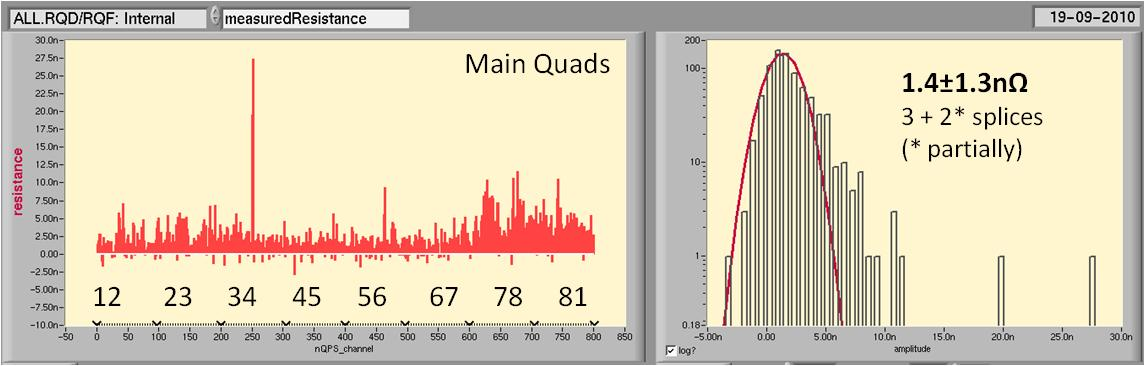 ALL.RQD/RQF: Internal
measuredResistance
19-09-2010
Main Quads
resistance
30.0n
27.5n
25.0n
22.5n
20.0n
17.5n
15.0n
12.5n
10.0n
7.50n
5.00n
2.50n
0.00
-2.50n
-5.00n
-7.50n
-10.0n
12 23 34 45 56 67 78 81
-50 0 50 100 150 200 250 300 350 400 450 500 550 600 650 700 750 800 850
nQPS_channel
1.4±1.3nΩ
3 + 2* splices
(* partially)
200
100
10
1
0.18
-5.00n 0.00 5.00n 10.0n 15.0n 20.0n 25.0n 30.0n
log?
amplitude